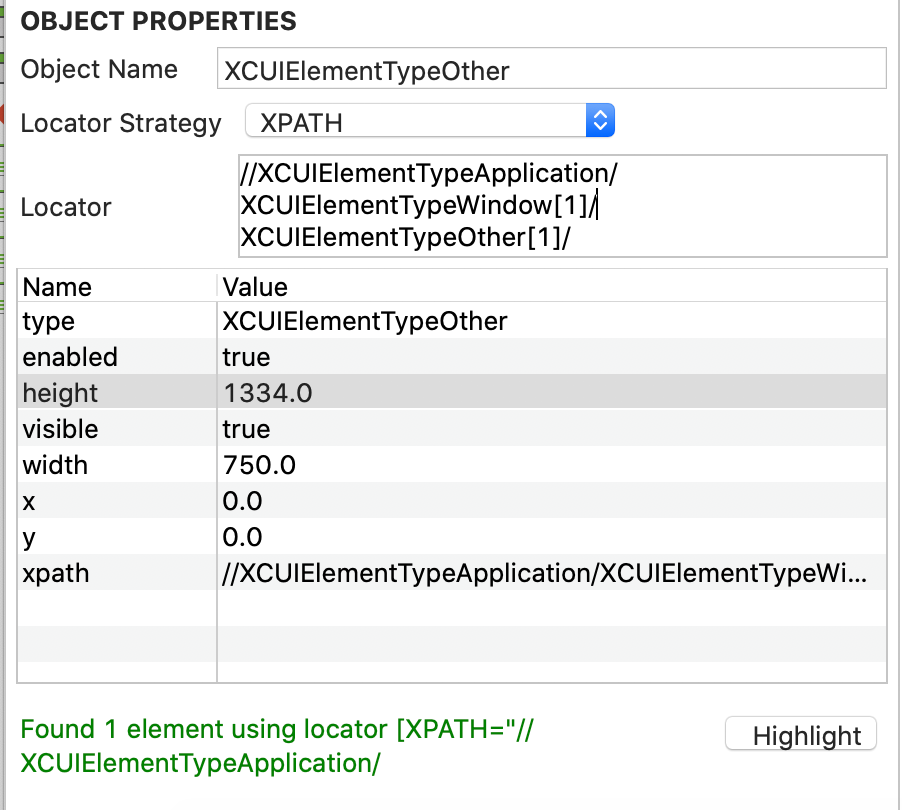 OBJECT PROPERTIES
Object Name XCUIElementTypeOther
Locator Strategy XPATH
Locator
//XCUIElementTypeApplication/
XCUIElementTypeWindow[1]/
XCUIElementTypeOther[1]/
Name Value
type XCUIElementTypeOther
enabled true
height 1334.0
visible true
width 750.0
x 0.0
y 0.0
xpath //XCUIElementTypeApplication/XCUIElementTypeWi...
Found 1 element using locator [XPATH="//
XCUIElementTypeApplication/
Highlight